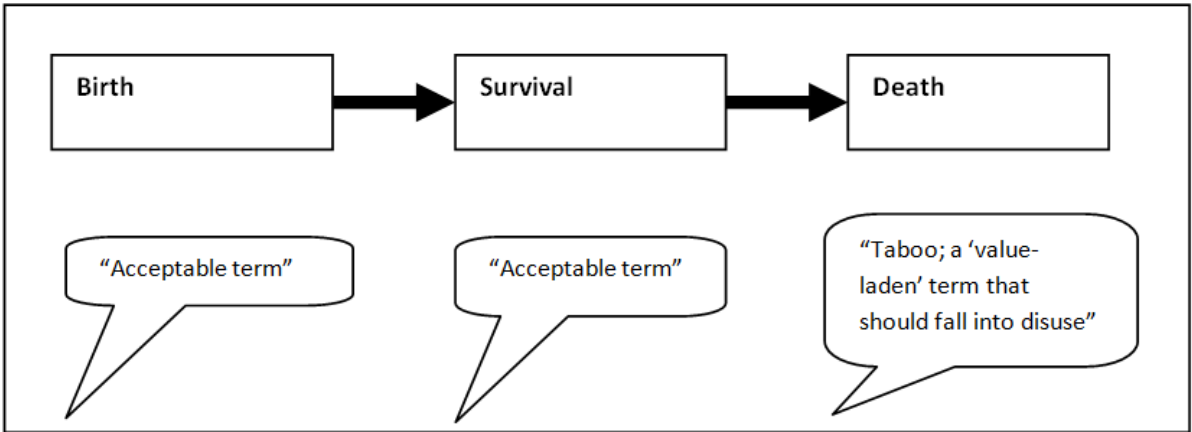 Birth
Survival
Death
“Acceptable term”
“Acceptable term”
“Taboo; a ‘value-
laden’ term that
should fall into disuse”